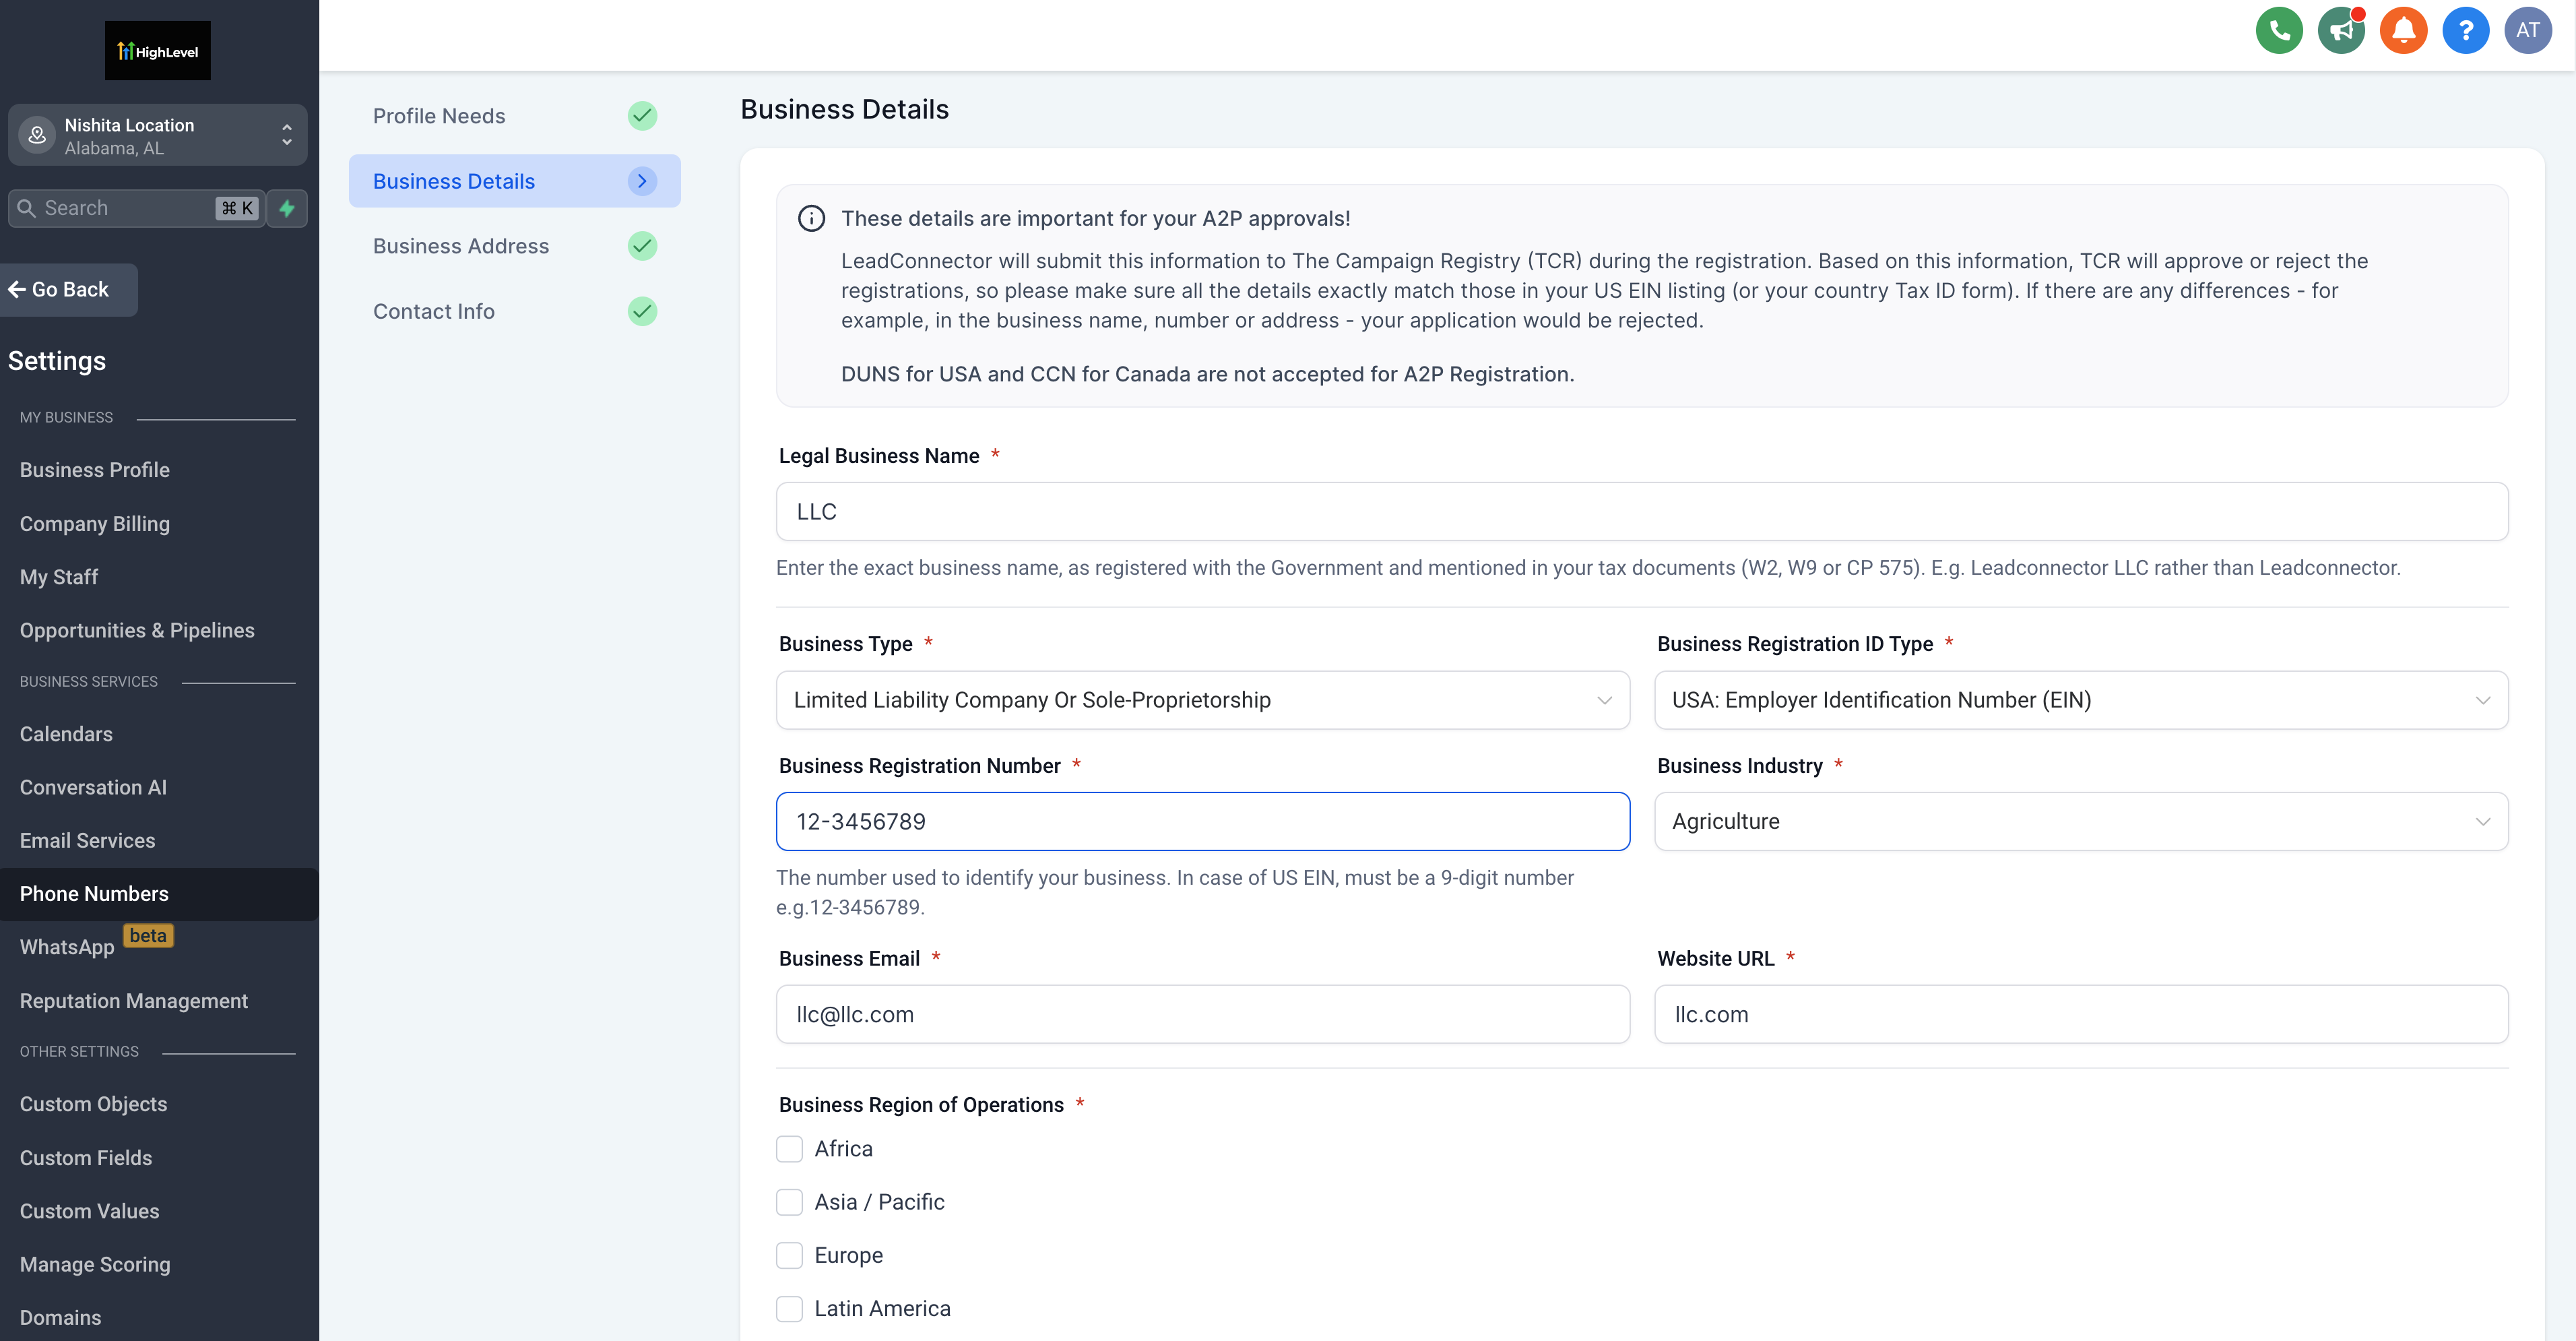 HighLevel
Nishita Location
Alabama, AL
Search
⌘ K
Go Back
Settings
MY BUSINESS
Business Profile
Company Billing
My Staff
Opportunities & Pipelines
BUSINESS SERVICES
Calendars
Conversation AI
Email Services
Phone Numbers
WhatsApp beta
Reputation Management
OTHER SETTINGS
Custom Objects
Custom Fields
Custom Values
Manage Scoring
Domains
AT
Profile Needs
Business Details
Business Address
Contact Info
Business Details
These details are important for your A2P approvals!
LeadConnector will submit this information to The Campaign Registry (TCR) during the registration. Based on this information, TCR will approve or reject the
registrations, so please make sure all the details exactly match those in your US EIN listing (or your country Tax ID form). If there are any differences - for
example, in the business name, number or address - your application would be rejected.
DUNS for USA and CCN for Canada are not accepted for A2P Registration.
Legal Business Name *
LLC
Enter the exact business name, as registered with the Government and mentioned in your tax documents (W2, W9 or CP 575). E.g. Leadconnector LLC rather than Leadconnector.
Business Type *
Limited Liability Company Or Sole-Proprietorship
Business Registration ID Type *
USA: Employer Identification Number (EIN)
Business Registration Number *
12-3456789
The number used to identify your business. In case of US EIN, must be a 9-digit number
e.g.12-3456789.
Business Industry *
Agriculture
Business Email *
llc@llc.com
Website URL *
llc.com
Business Region of Operations *
Africa
Asia / Pacific
Europe
Latin America